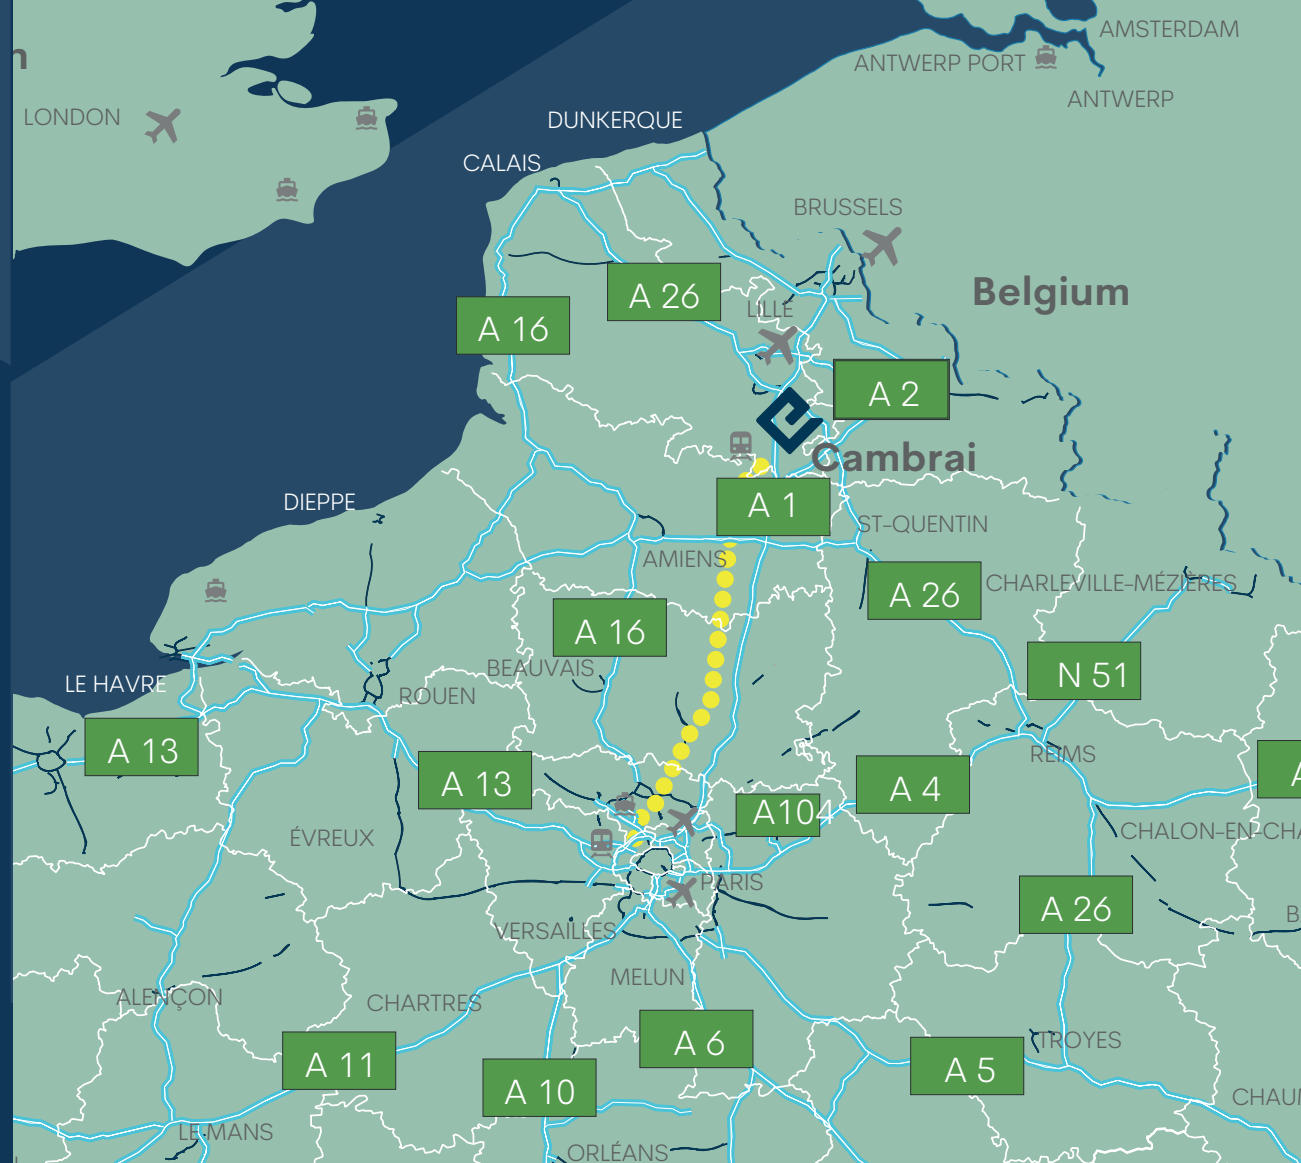 AMSTERDAM
n
ANTWERP PORT
ANTWERP
LONDON
DUNKERQUE
CALAIS
BRUSSELS
Belgium
A 26
LILLE
A 16
A 2
Cambrai
A 1
DIEPPE
ST-QUENTIN
AMIENS
A 26
CHARLEVILLE-MÉZIÈRES
A 16
BEAUVAIS
N 51
LE HAVRE
ROUEN
A 13
A 13
REIMS
A 4
A
A104
ÉVREUX
CHALON-EN-CHA
PARIS
A 26
B
VERSAILLES
MELUN
ALENÇON
CHARTRES
A 6
TROYES
A 11
A 5
A 10
CHAU
LE MANS
ORLÉANS